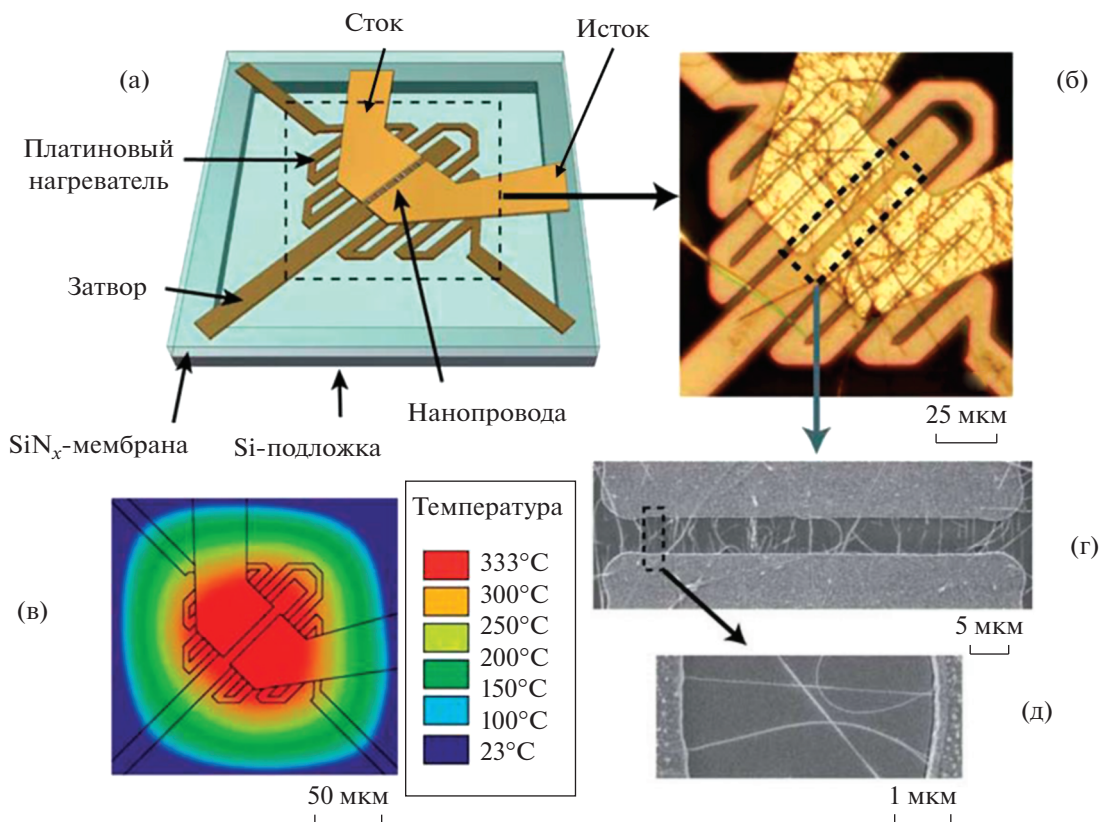 Сток
Исток
(а)
(б)
Платиновый
нагреватель
Затвор
Нанопровода
25 мкм
SiNx-мембрана
Si-подложка
Температура
333°C
300°C
250°C
200°C
150°C
100°C
23°C
(в)
(г)
5 мкм
(д)
50 мкм
1 мкм